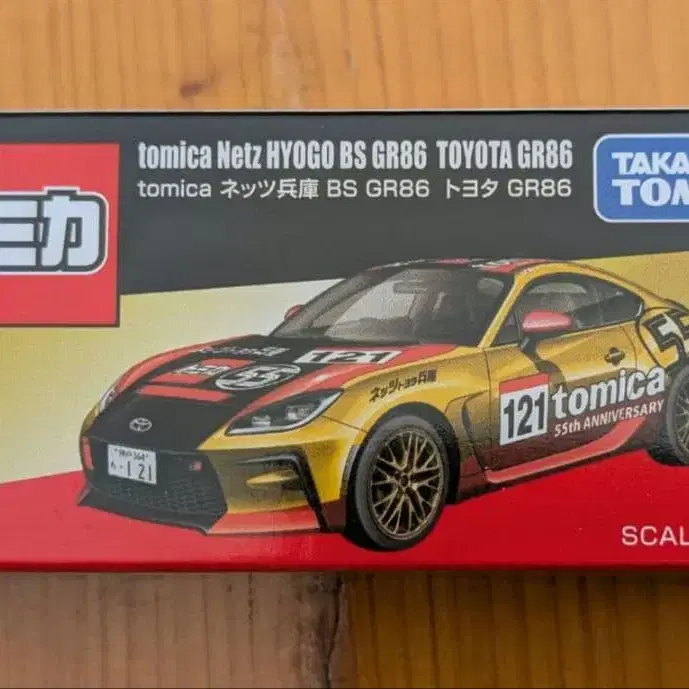 tomica Netz HYOGO BS GR86 TOYOTA GR86
tomica ネッツ兵庫 BS GR86 トヨタ GR86
TAKA
TOM
ミカ
121
55
ネッツトヨタ兵庫
121
tomica
55th ANNIVERSARY
・121
SCAL